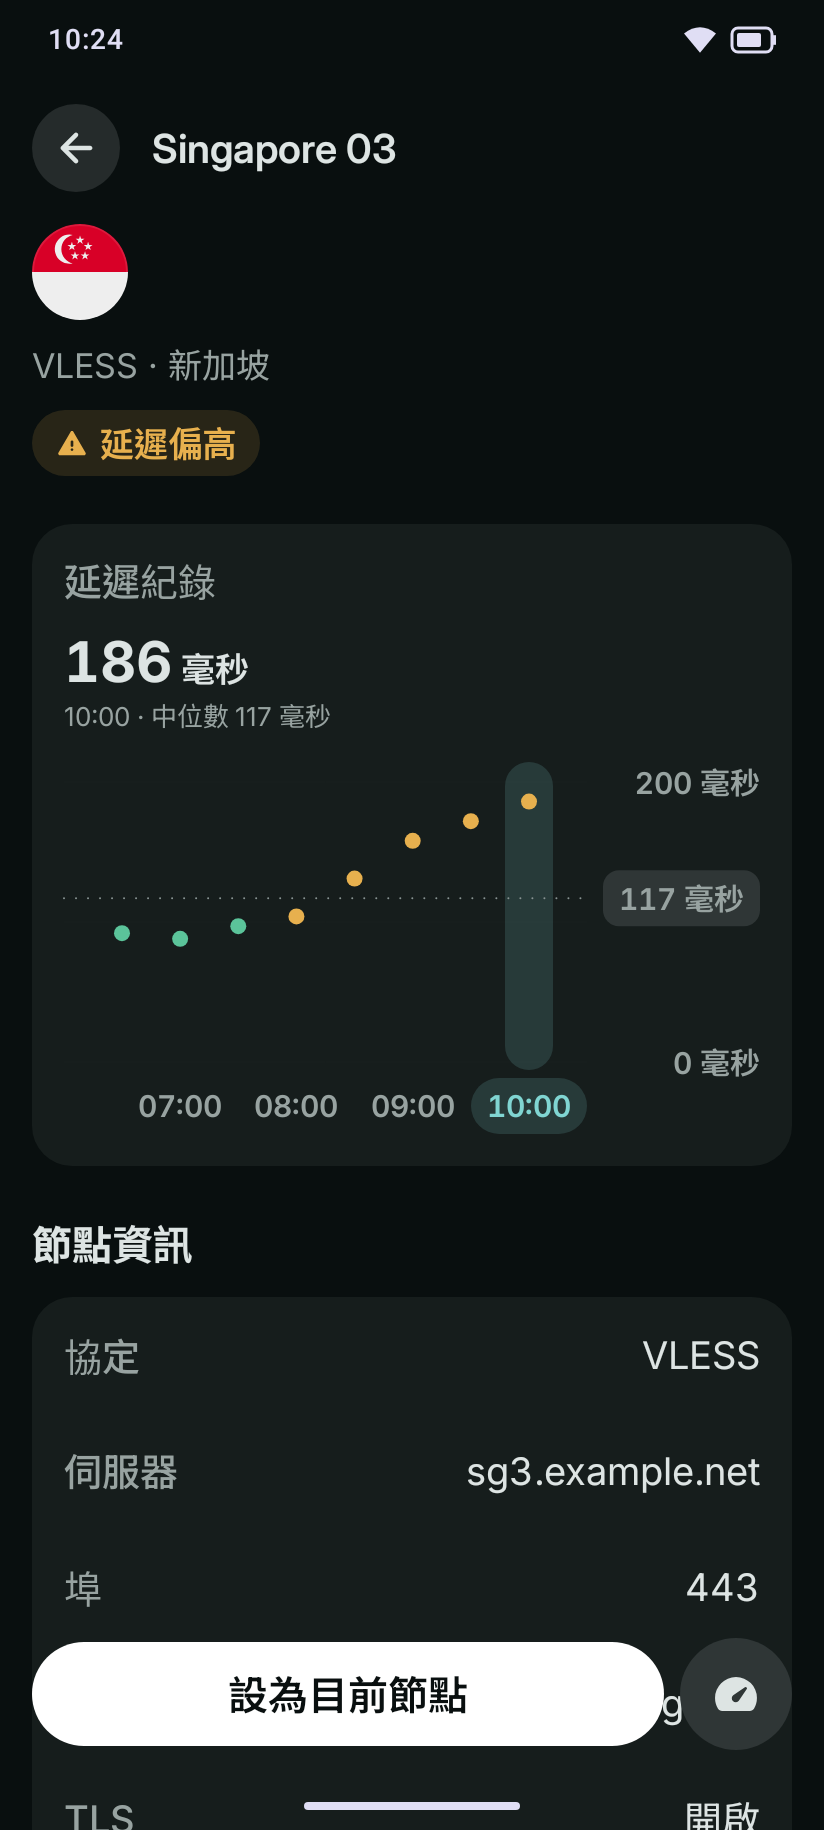 10:24
Singapore 03
VLESS · 新加坡
延遲偏高
延遲紀錄
186 毫秒
10:00 · 中位數 117 毫秒
200 毫秒
117 毫秒
0 毫秒
07:00 08:00 09:00 10:00
節點資訊
協定 VLESS
伺服器 sg3.example.net
埠 443
設為目前節點
TLS 開啟